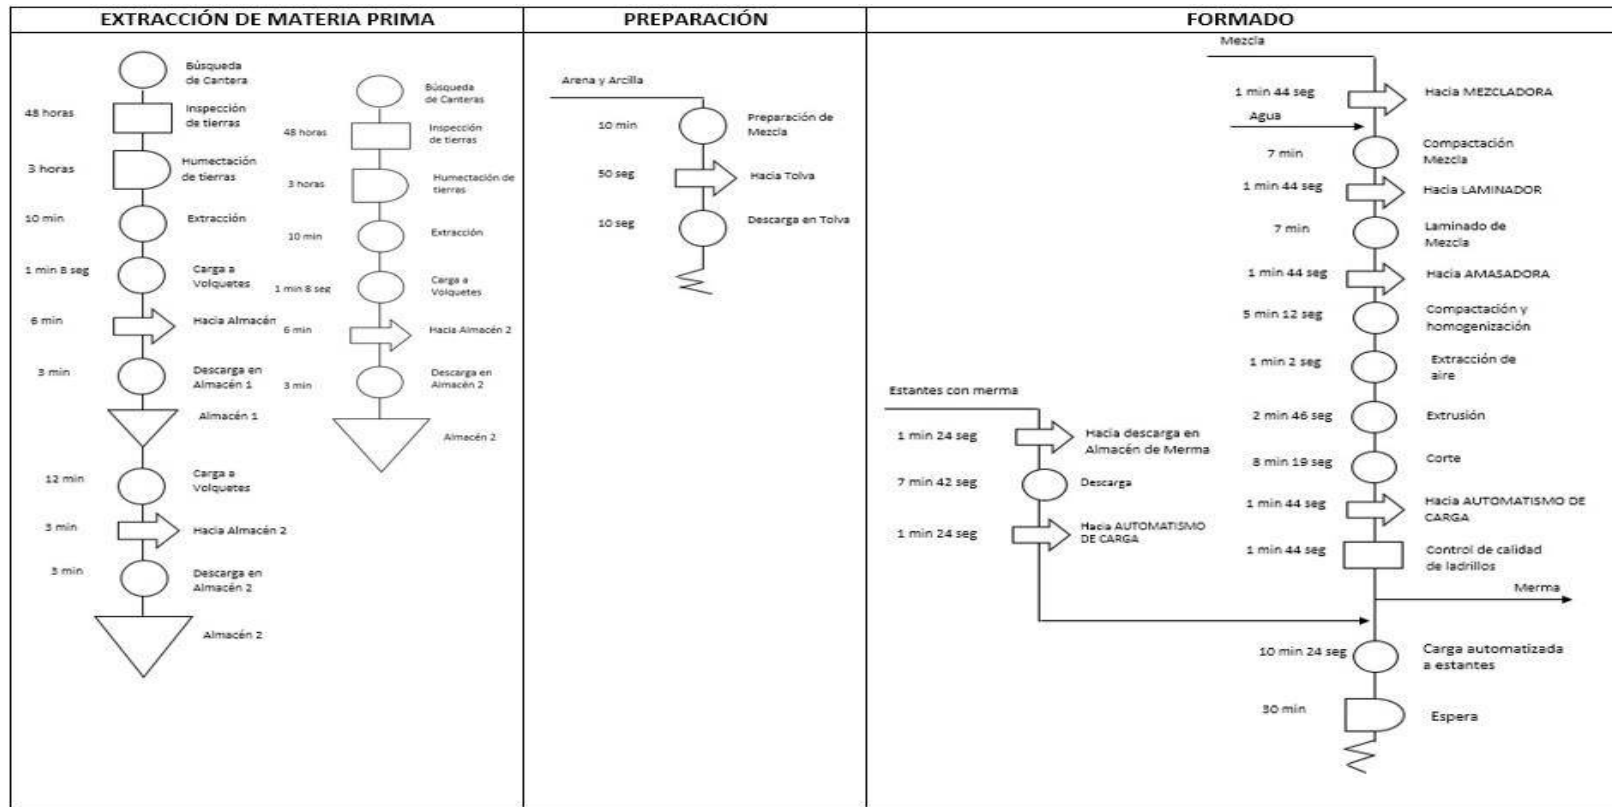 EXTRACCIÓN DE MATERIA PRIMA
Búsqueda
de Cantera
48 horas
Inspección
de tierras
3 horas
Humectación
de tierras
10 min
Extracción
1 min 8 seg
Carga a
Volquetes
6 min
Hacia Almacén
3 min
Descarga en
Almacén 1
Almacén 1
12 min
Carga a
Volquetes
3 min
Hacia Almacén 2
3 min
Descarga en
Almacén 2
Almacén 2
Búsqueda
de Canteras
48 horas
Inspección
de tierras
3 horas
Humectación de
tierras
10 min
Extracción
1 min 8 seg
Carga a
Volquetes
6 min
Hacia Almacén 2
3 min
Descarga en
Almacén 2
Almacén 2
PREPARACIÓN
Arena y Arcilla
10 min
Preparación de
Mezcla
50 seg
Hacia Tolva
10 seg
Descarga en Tolva
FORMADO
Mezcla
1 min 44 seg
Hacia MEZCLADORA
Agua
7 min
Compactación
Mezcla
1 min 44 seg
Hacia LAMINADOR
7 min
Laminado de
Mezcla
1 min 44 seg
Hacia AMASADORA
5 min 12 seg
Compactación y
homogenización
1 min 2 seg
Extracción de
aire
2 min 46 seg
Extrusión
8 min 19 seg
Corte
1 min 44 seg
Hacia AUTOMATISMO DE
CARGA
1 min 44 seg
Control de calidad
de ladrillos
Merma
Estantes con merma
1 min 24 seg
Hacia descarga en
Almacén de Merma
7 min 42 seg
Descarga
1 min 24 seg
Hacia AUTOMATISMO
DE CARGA
10 min 24 seg
Carga automatizada
a estantes
30 min
Espera